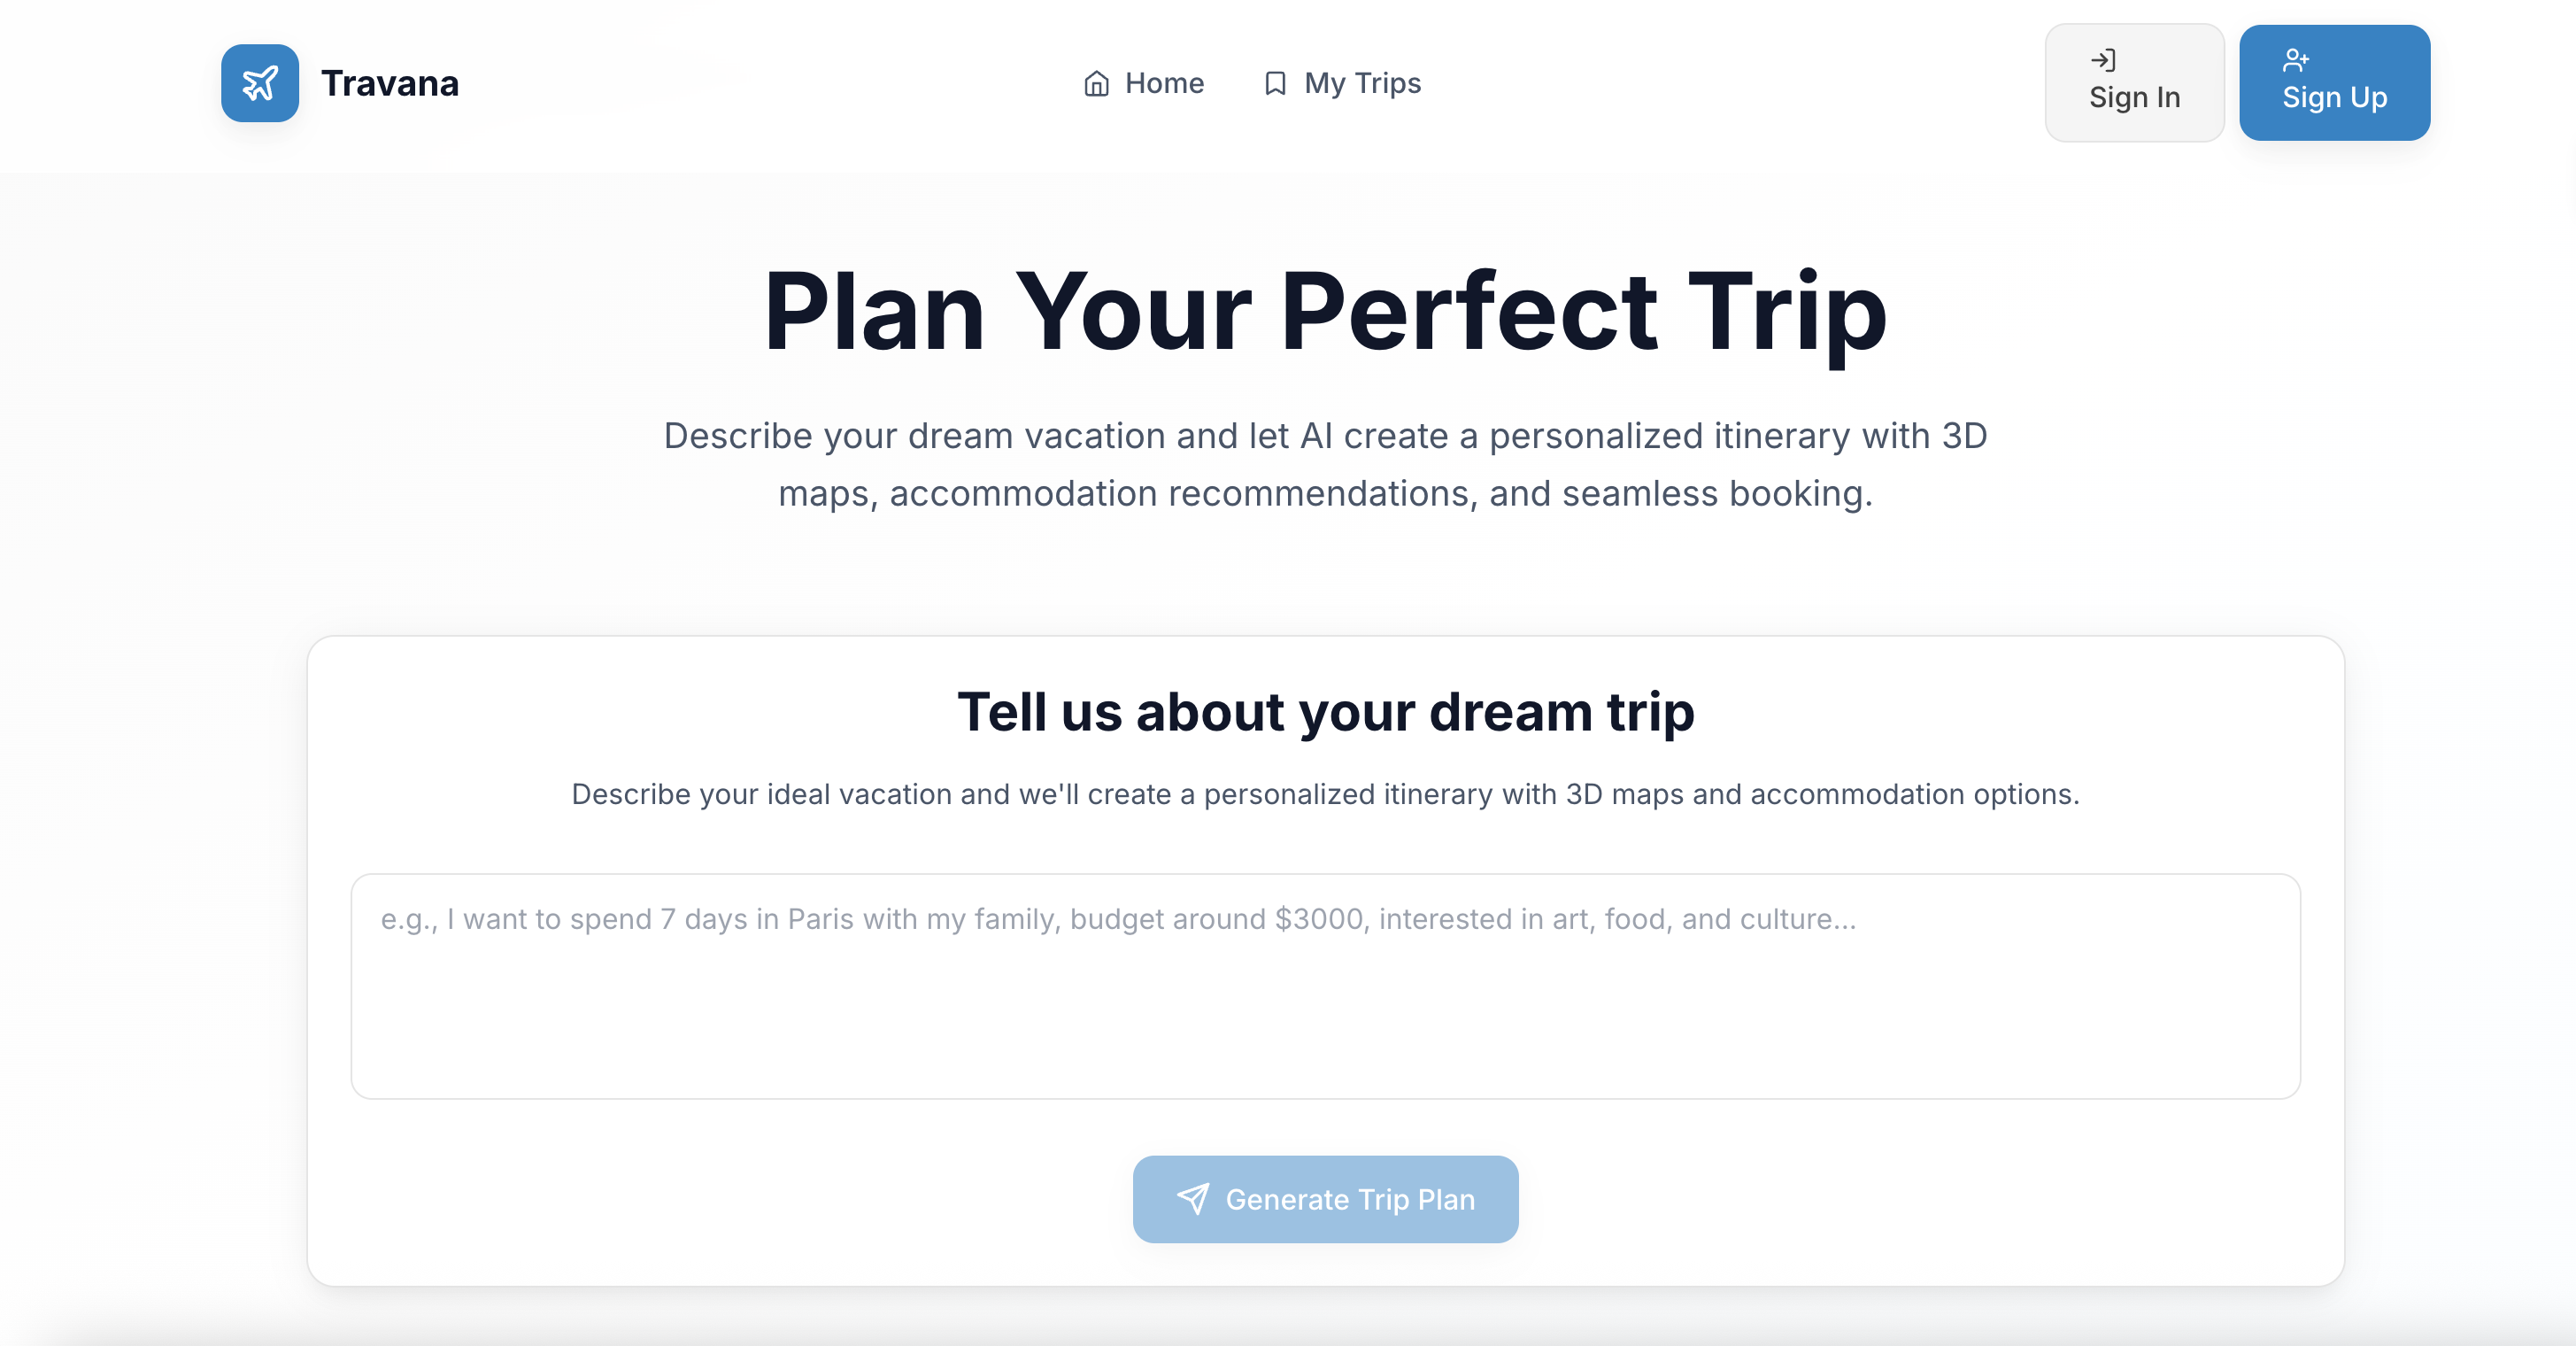 Travana
Home
My Trips
Sign In
Sign Up
Plan Your Perfect Trip
Describe your dream vacation and let AI create a personalized itinerary with 3D
maps, accommodation recommendations, and seamless booking.
Tell us about your dream trip
Describe your ideal vacation and we'll create a personalized itinerary with 3D maps and accommodation options.
e.g., I want to spend 7 days in Paris with my family, budget around $3000, interested in art, food, and culture...
Generate Trip Plan